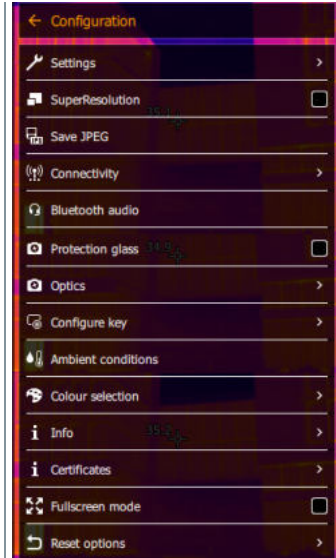 Configuration
Settings
SuperResolution
Save JPEG
Connectivity
Bluetooth audio
Protection glass
Optics
Configure key
Ambient conditions
Colour selection
Info
Certificates
Fullscreen mode
Reset options